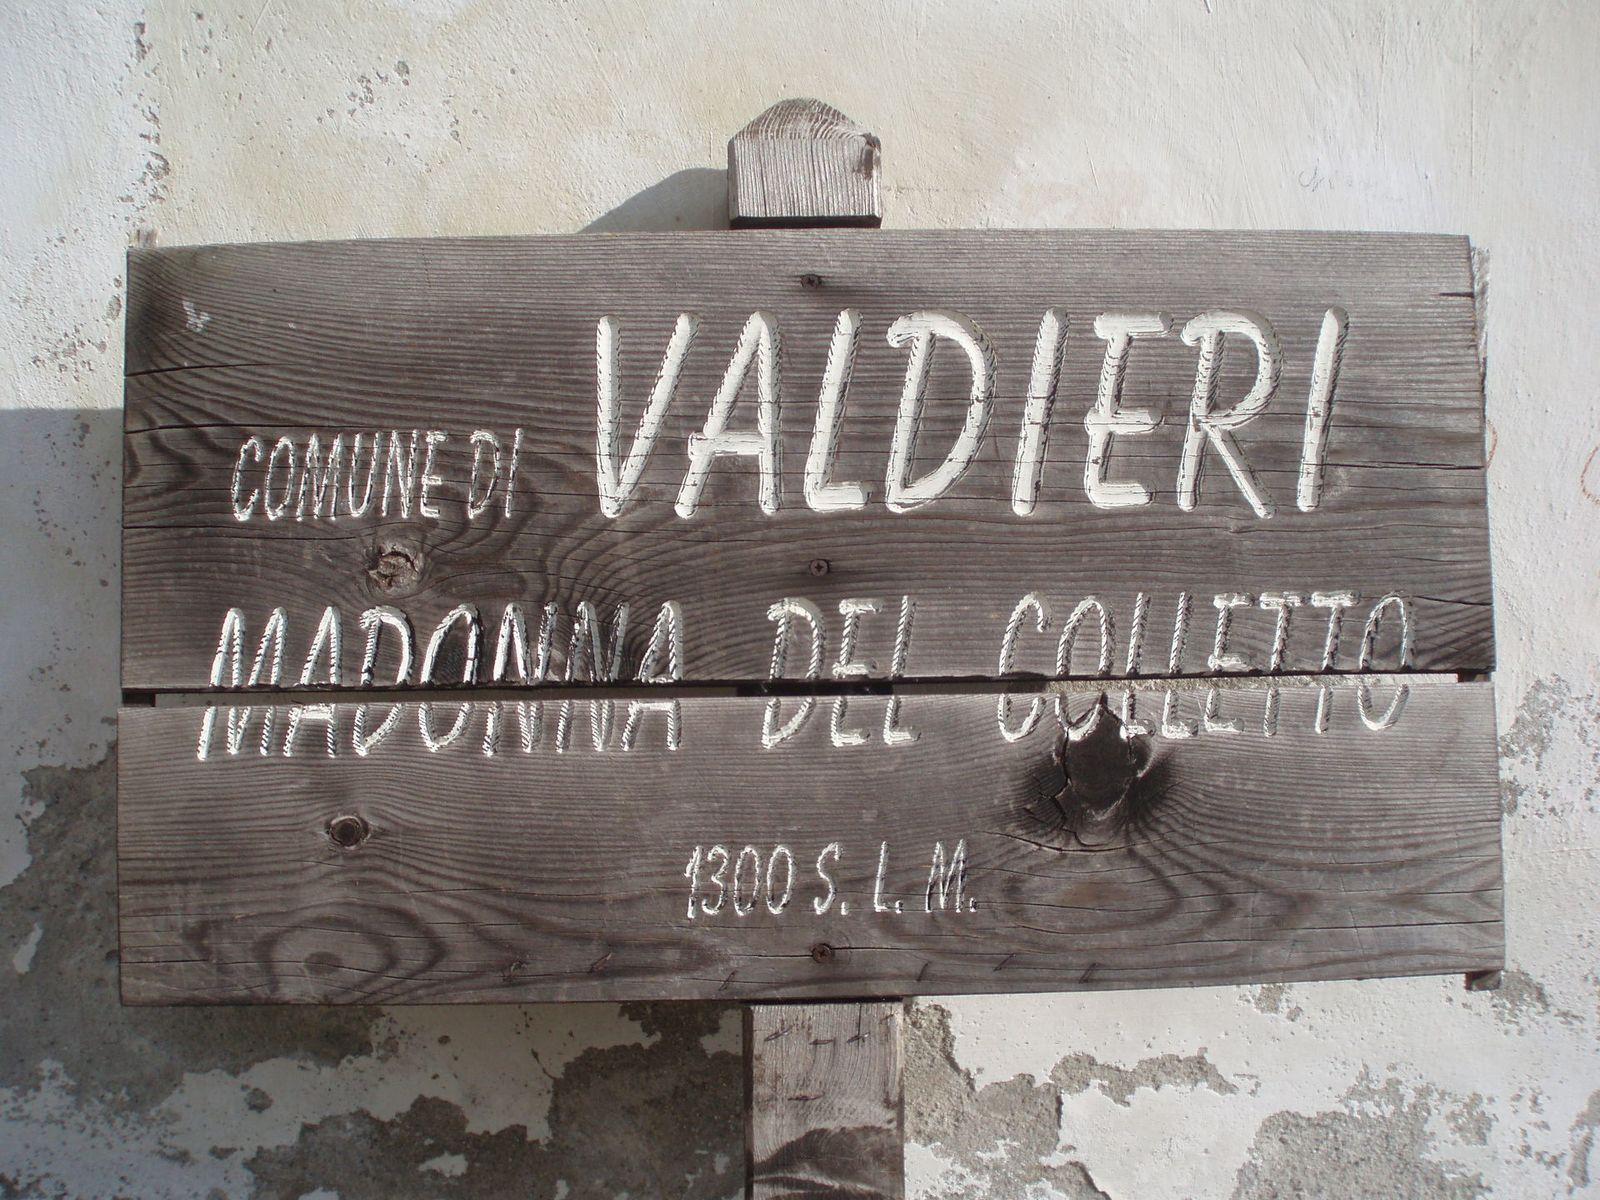 COMUNE DI VALDIERI
MADONNA DEL COLLETTO
1300 S. L. M.